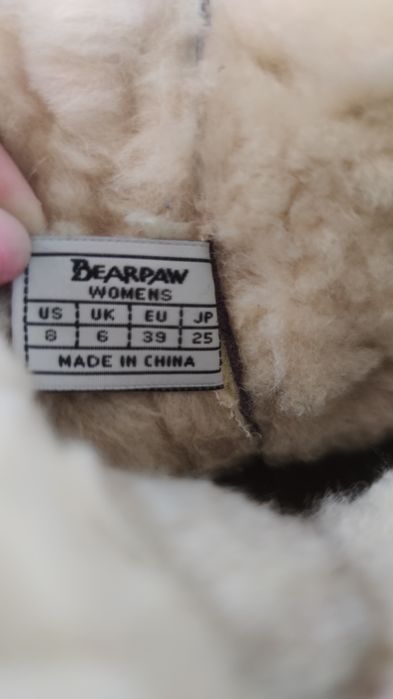 BEARPAW
WOMENS
US UK EU JP
8 6 39 25
MADE IN CHINA